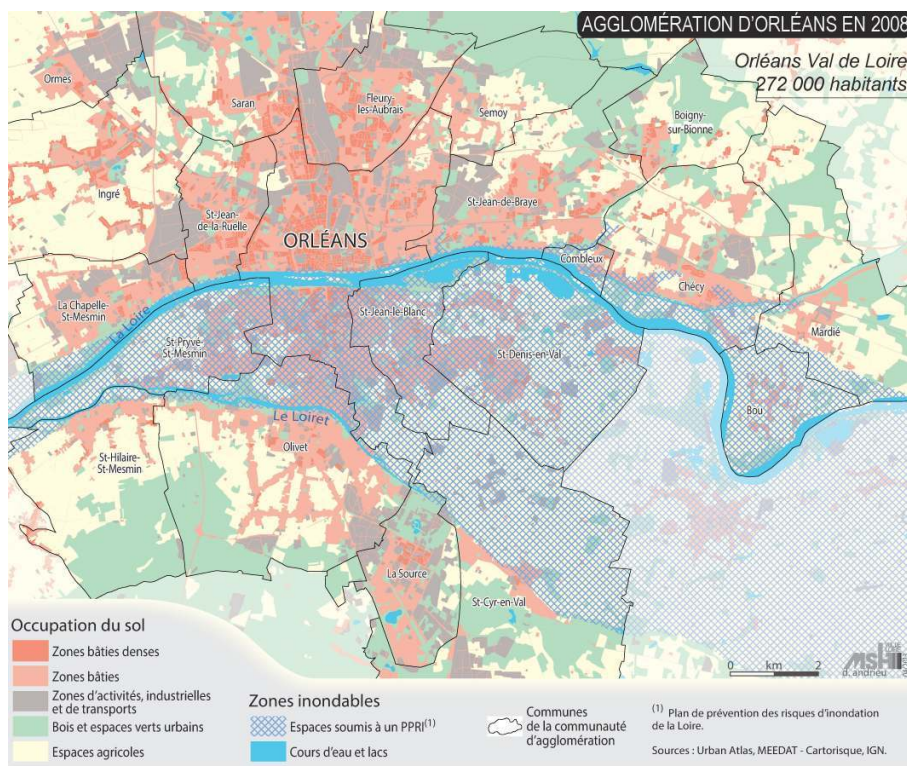 AGGLOMÉRATION D'ORLÉANS EN 2008
Orléans Val de Loire
272 000 habitants
Ormes
Saran
Fleury-
les-Aubrais
Semoy
Boigny-
sur-Bionne
Ingré
St-Jean-
de-la-Ruelle
St-Jean-de-Braye
ORLÉANS
Combleux
Chécy
La Chapelle-
St-Mesmin
La Loire
St-Jean-le-Blanc
Mardié
St-Pryvé-
St-Mesmin
St-Denis-en-Val
Bou
Le Loiret
Olivet
St-Hilaire-
St-Mesmin
La Source
St-Cyr-en-Val
Occupation du sol
Zones bâties denses
Zones bâties
Zones d'activités, industrielles
et de transports
Bois et espaces verts urbains
Espaces agricoles
Zones inondables
Espaces soumis à un PPRI(1)
Cours d'eau et lacs
Communes
de la communauté
d'agglomération
0 km 2
MSH
d. andrieu
(1) Plan de prévention des risques d'inondation
de la Loire.
Sources : Urban Atlas, MEEDAT - Cartorisque, IGN.